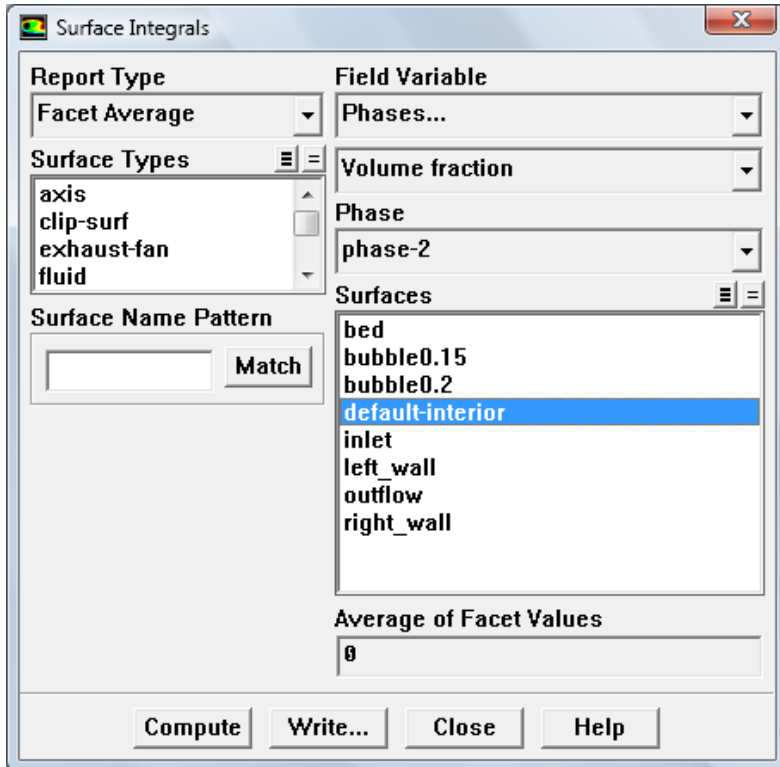 Surface Integrals
Report Type
Facet Average
Surface Types
axis
clip-surf
exhaust-fan
fluid
Surface Name Pattern
Match
Field Variable
Phases...
Volume fraction
Phase
phase-2
Surfaces
bed
bubble0.15
bubble0.2
default-interior
inlet
left_wall
outflow
right_wall
Average of Facet Values
0
Compute Write... Close Help